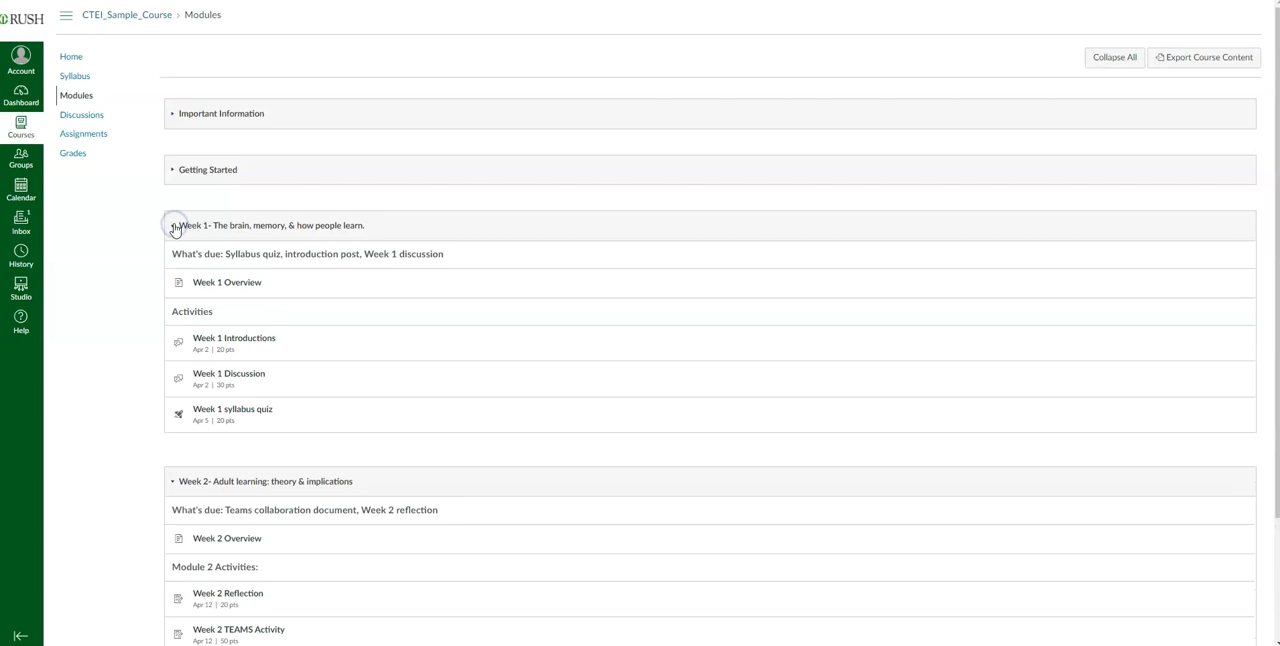 RUSH
CTEI_Sample_Course › Modules
Account
Dashboard
Courses
Groups
Calendar
1
Inbox
History
Studio
Help
Home
Syllabus
Modules
Discussions
Assignments
Grades
Collapse All
Export Course Content
Important Information
Getting Started
Week 1- The brain, memory, & how people learn.
What's due: Syllabus quiz, introduction post, Week 1 discussion
Week 1 Overview
Activities
Week 1 Introductions
Apr 2 | 20 pts
Week 1 Discussion
Apr 2 | 30 pts
Week 1 syllabus quiz
Apr 5 | 20 pts
Week 2- Adult learning: theory & implications
What's due: Teams collaboration document, Week 2 reflection
Week 2 Overview
Module 2 Activities:
Week 2 Reflection
Apr 12 | 20 pts
Week 2 TEAMS Activity
Apr 12 | 50 pts